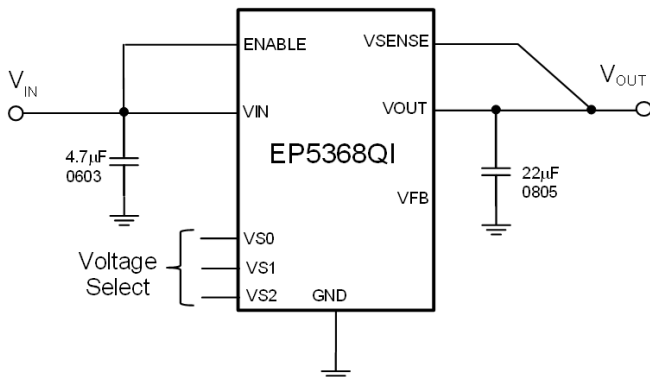 ENABLE
VSENSE
VIN
VOUT
VIN
VOUT
EP5368QI
4.7µF
0603
22µF
0805
VFB
VS0
Voltage
Select
VS1
VS2
GND